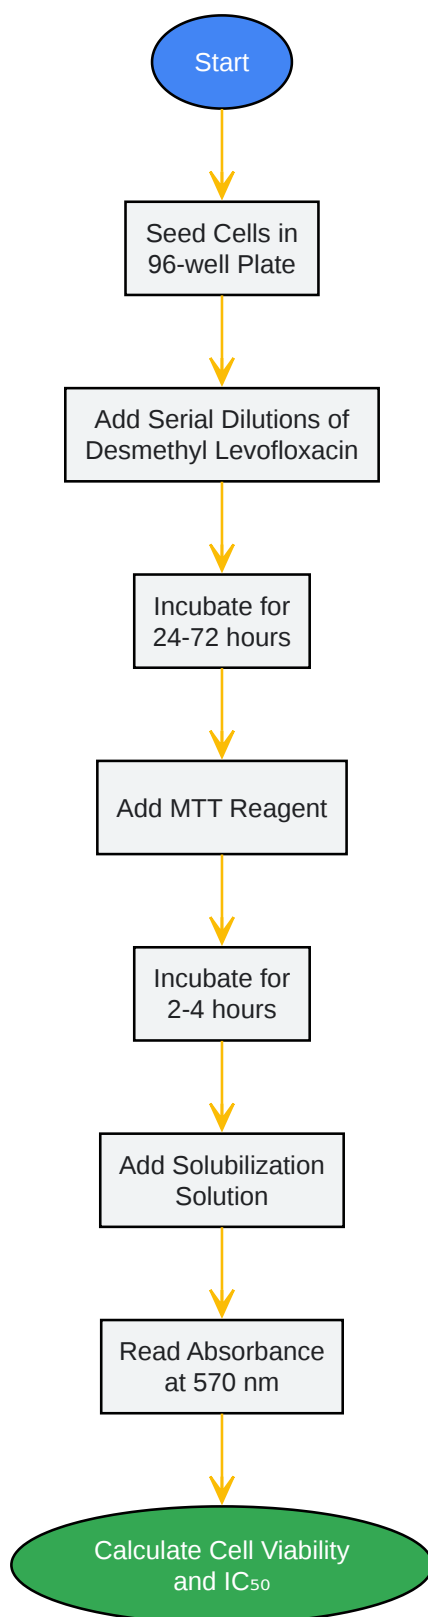 Start
Seed Cells in
96-well Plate
Add Serial Dilutions of
Desmethyl Levofloxacin
Incubate for
24-72 hours
Add MTT Reagent
Incubate for
2-4 hours
Add Solubilization
Solution
Read Absorbance
at 570 nm
Calculate Cell Viability
and IC₅₀